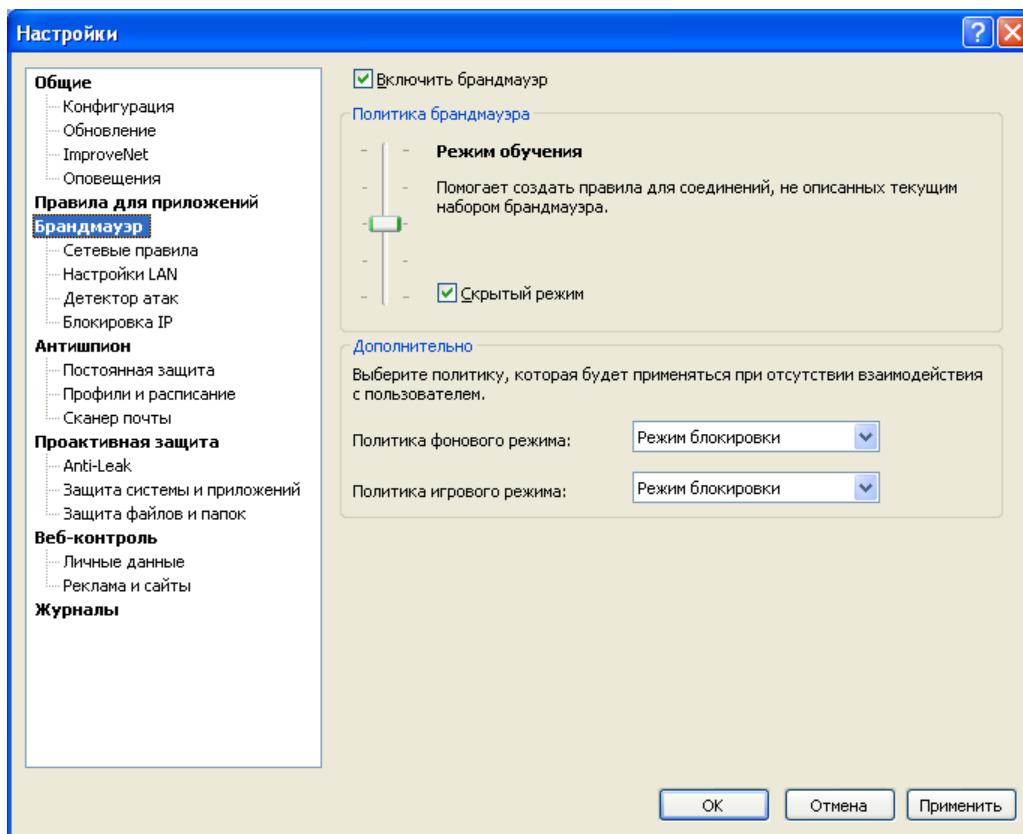 Настройки
Общие
Конфигурация
Обновление
ImproveNet
Оповещения
Правила для приложений
Брандмауэр
Сетевые правила
Настройки LAN
Детектор атак
Блокировка IP
Антишпион
Постоянная защита
Профили и расписание
Сканер почты
Проактивная защита
Anti-Leak
Защита системы и приложений
Защита файлов и папок
Веб-контроль
Личные данные
Реклама и сайты
Журналы
Включить брандмауэр
Политика брандмауэра
Режим обучения
Помогает создать правила для соединений, не описанных текущим
набором брандмауэра.
Скрытый режим
Дополнительно
Выберите политику, которая будет применяться при отсутствии взаимодействия
с пользователем.
Политика фонового режима: Режим блокировки
Политика игрового режима: Режим блокировки
ОК Отмена Применить